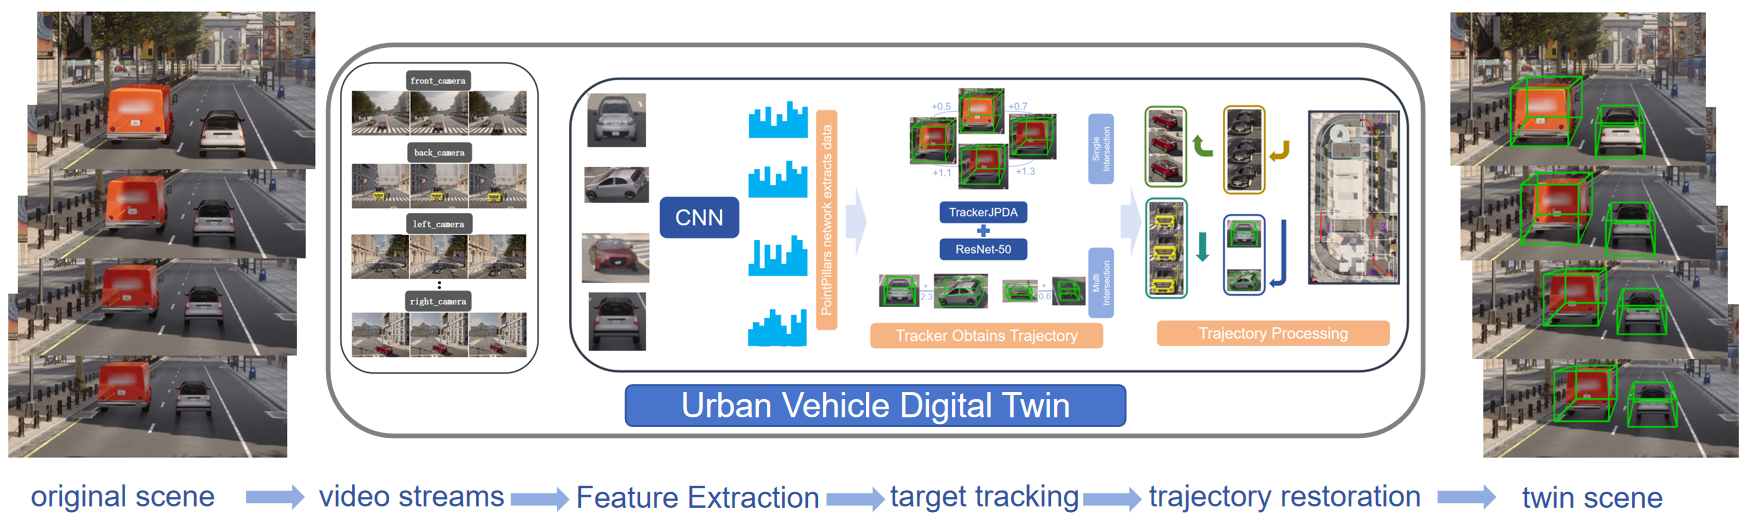 front_camera
back_camera
left_camera
right_camera
CNN
PointPillars network extracts data
+0.5
+0.7
+1.1
+1.3
TrackerJPDA
ResNet-50
+
2.3
+
0.6
Single
Intersection
Multi
Intersection
Tracker Obtains Trajectory
Trajectory Processing
Urban Vehicle Digital Twin
original scene
video streams
Feature Extraction
target tracking
trajectory restoration
twin scene